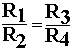 R1/R2 = R3/R4